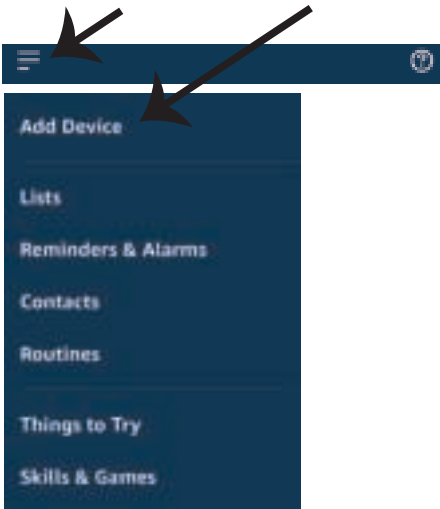 Add Device
Lists
Reminders & Alarms
Contacts
Routines
Things to Try
Skills & Games